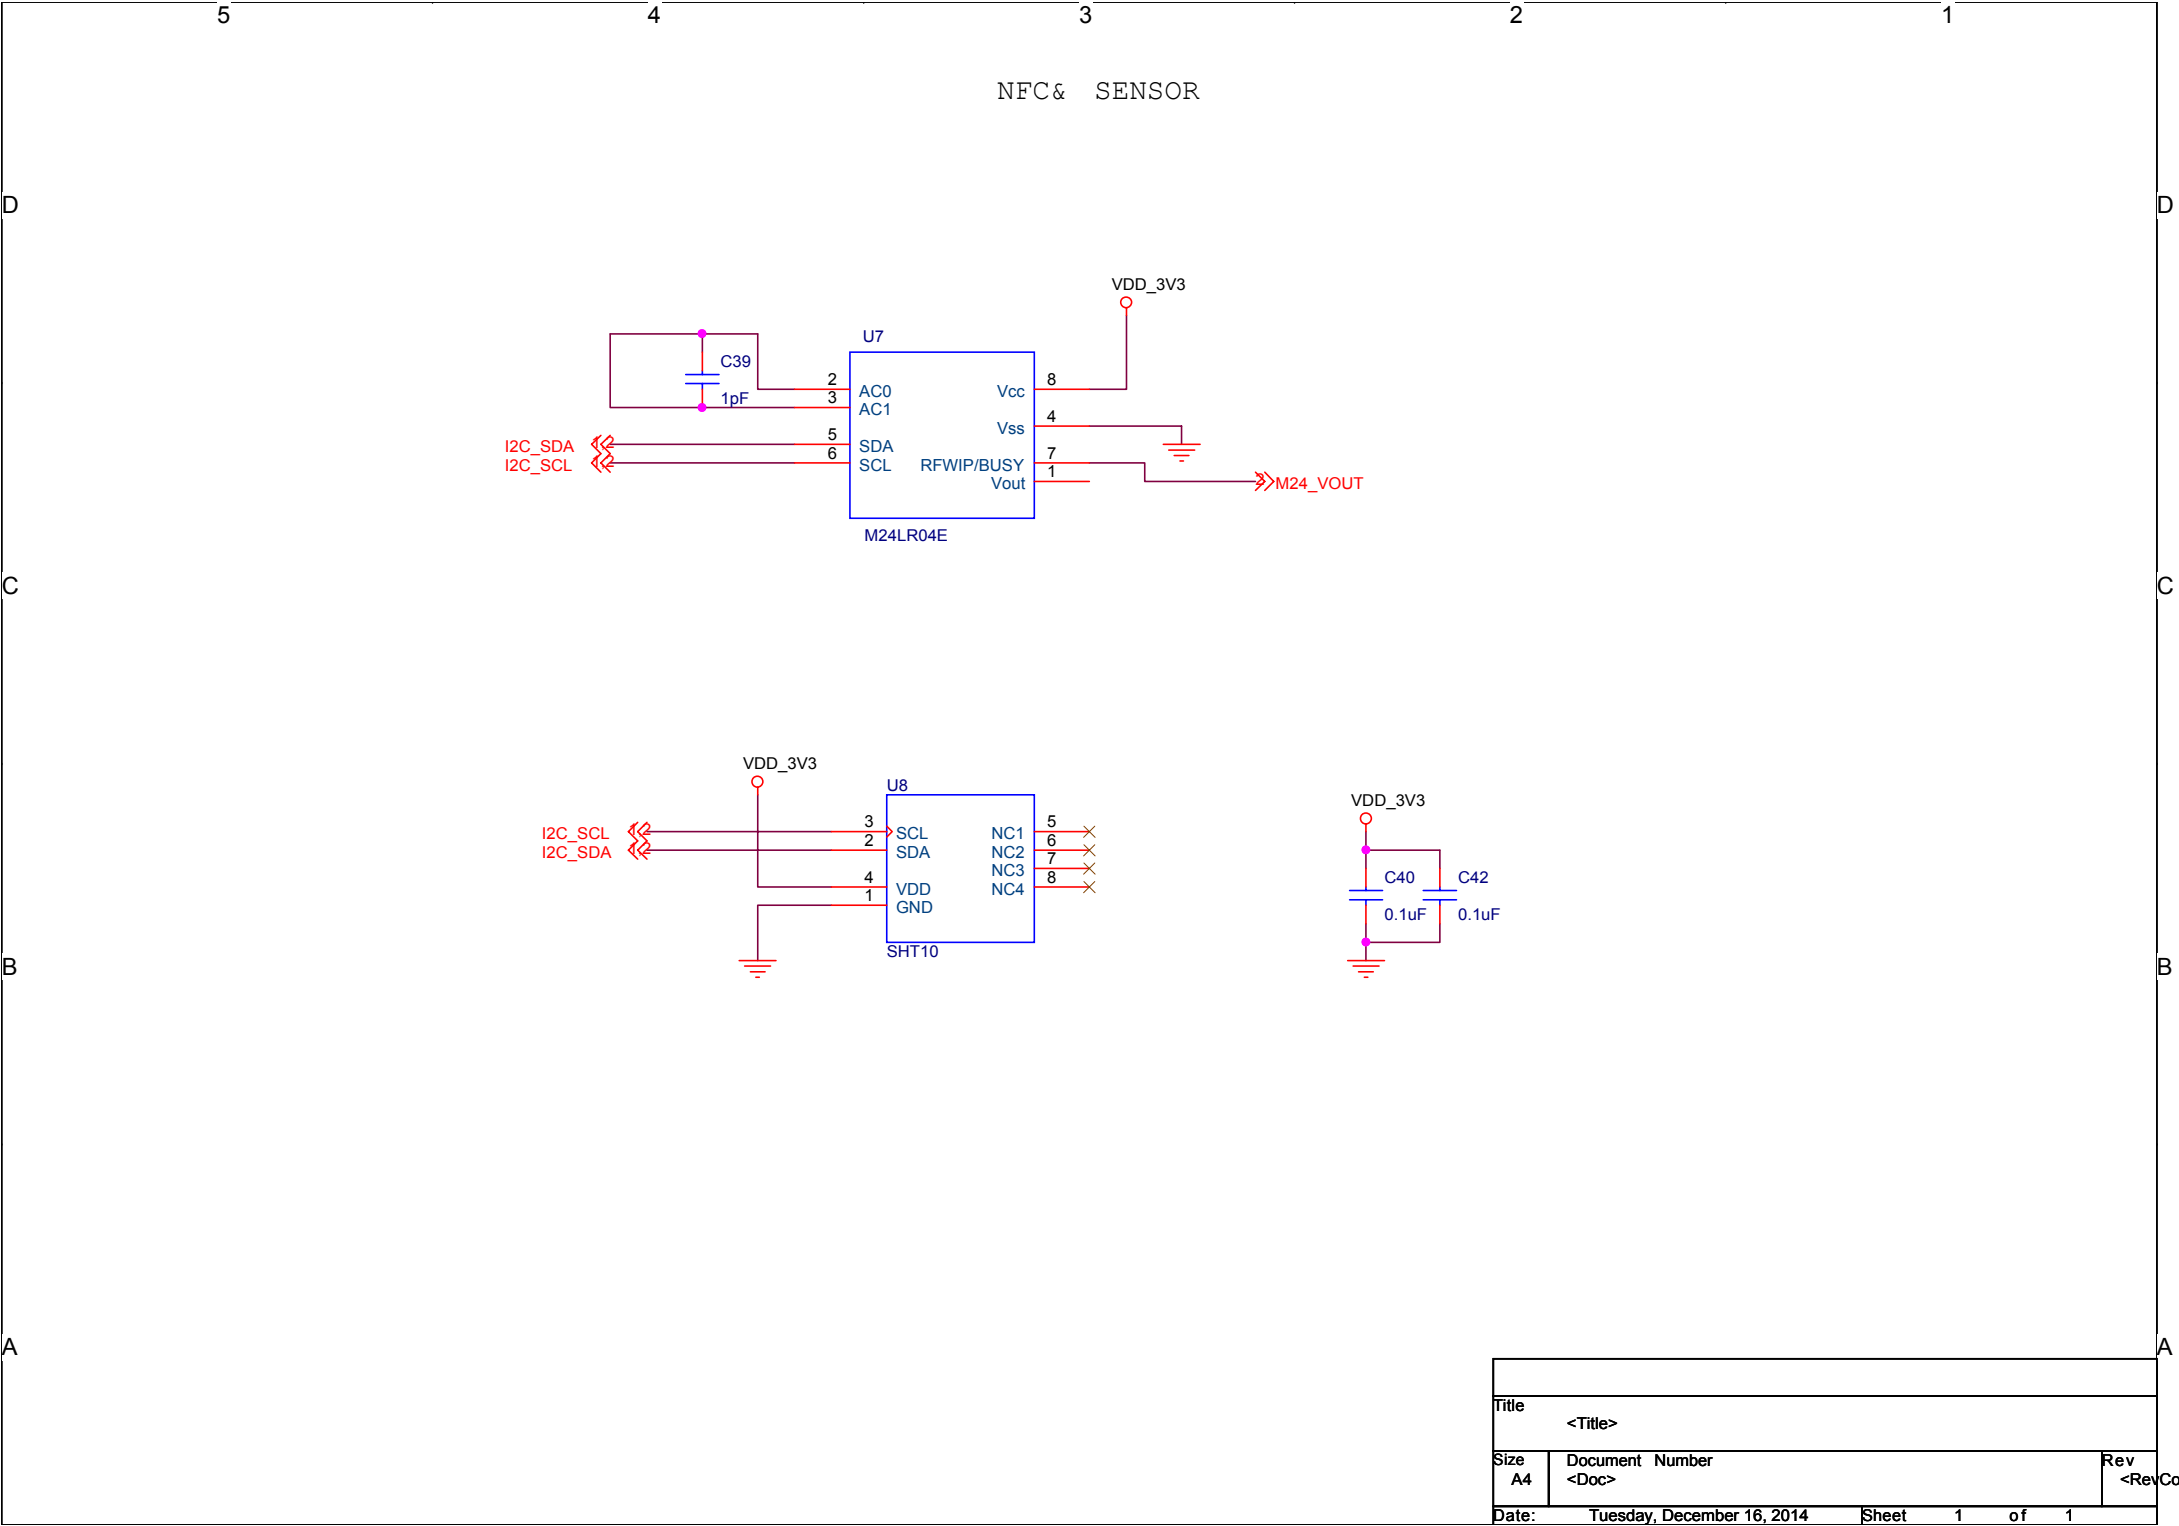 5 4 3 2 1
NFC& SENSOR
D D
VDD_3V3
U7
C39
1pF
2 AC0 Vcc 8
3 AC1
Vss 4
I2C_SDA 5 SDA
I2C_SCL 6 SCL RFWIP/BUSY 7
Vout 1 M24_VOUT
M24LR04E
C C
VDD_3V3
U8
VDD_3V3
I2C_SCL 3 SCL NC1 5
I2C_SDA 2 SDA NC2 6
NC3 7
4 VDD NC4 8
1 GND
C40 C42
0.1uF 0.1uF
SHT10
B B
A A
Title
<Title>
Size Document Number Rev
A4 <Doc> <RevCo
Date: Tuesday, December 16, 2014 Sheet 1 of 1